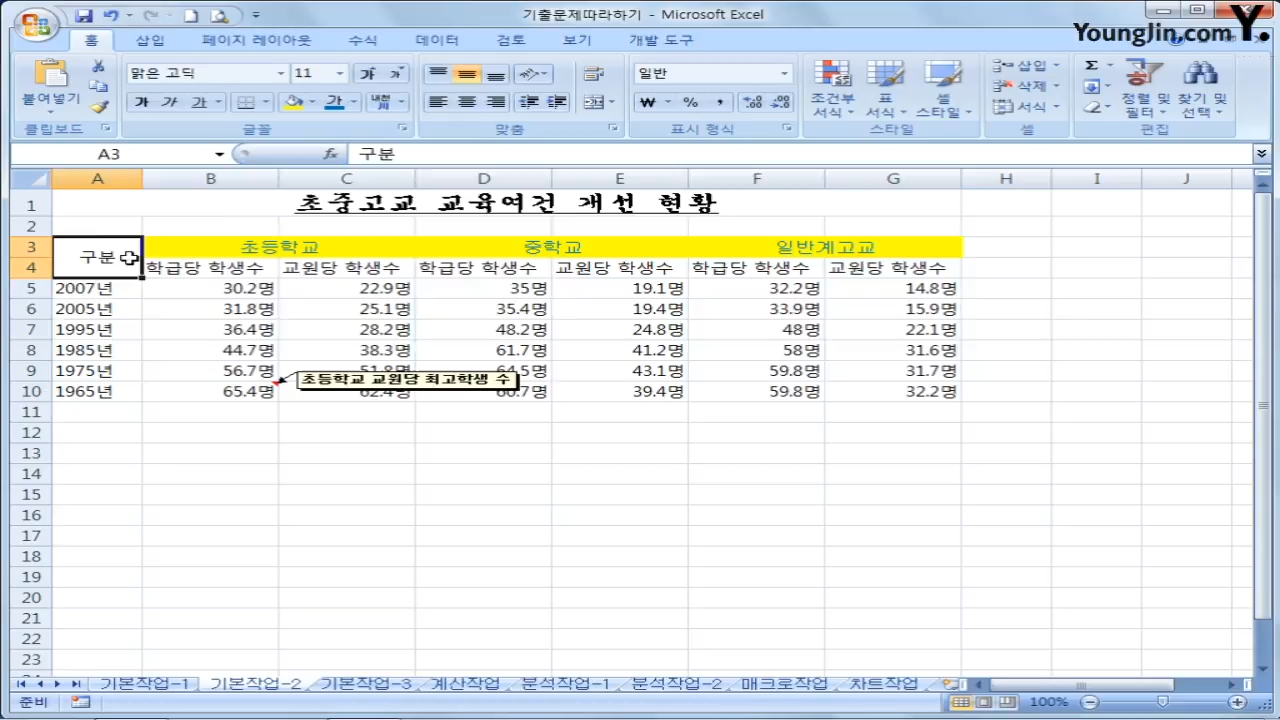 기출문제따라하기 - Microsoft Excel
YoungJin.com Y.
홈 삽입 페이지 레이아웃 수식 데이터 검토 보기 개발 도구
붙여넣기
클립보드
맑은 고딕 11
가 가
가 가 가 가
글꼴
맞춤
일반
₩ % ,
표시 형식
조건부 서식
표 서식
셀 스타일
스타일
삽입
삭제
서식
셀
Σ
정렬 및 필터
찾기 및 선택
편집
A3 fx 구분
A B C D E F G H I J
1 초중고교 교육여건 개선 현황
2
3 구분 초등학교 중학교 일반계고교
4 학급당 학생수 교원당 학생수 학급당 학생수 교원당 학생수 학급당 학생수 교원당 학생수
5 2007년 30.2명 22.9명 35명 19.1명 32.2명 14.8명
6 2005년 31.8명 25.1명 35.4명 19.4명 33.9명 15.9명
7 1995년 36.4명 28.2명 48.2명 24.8명 48명 22.1명
8 1985년 44.7명 38.3명 61.7명 41.2명 58명 31.6명
9 1975년 56.7명 43.1명 59.8명 31.7명
초등학교 교원당 최고학생 수
10 1965년 65.4명 62.4명 39.4명 59.8명 32.2명
11
12
13
14
15
16
17
18
19
20
21
22
23
기본작업-1 기본작업-2 기본작업-3 계산작업 분석작업-1 분석작업-2 매크로작업 차트작업
준비 100%